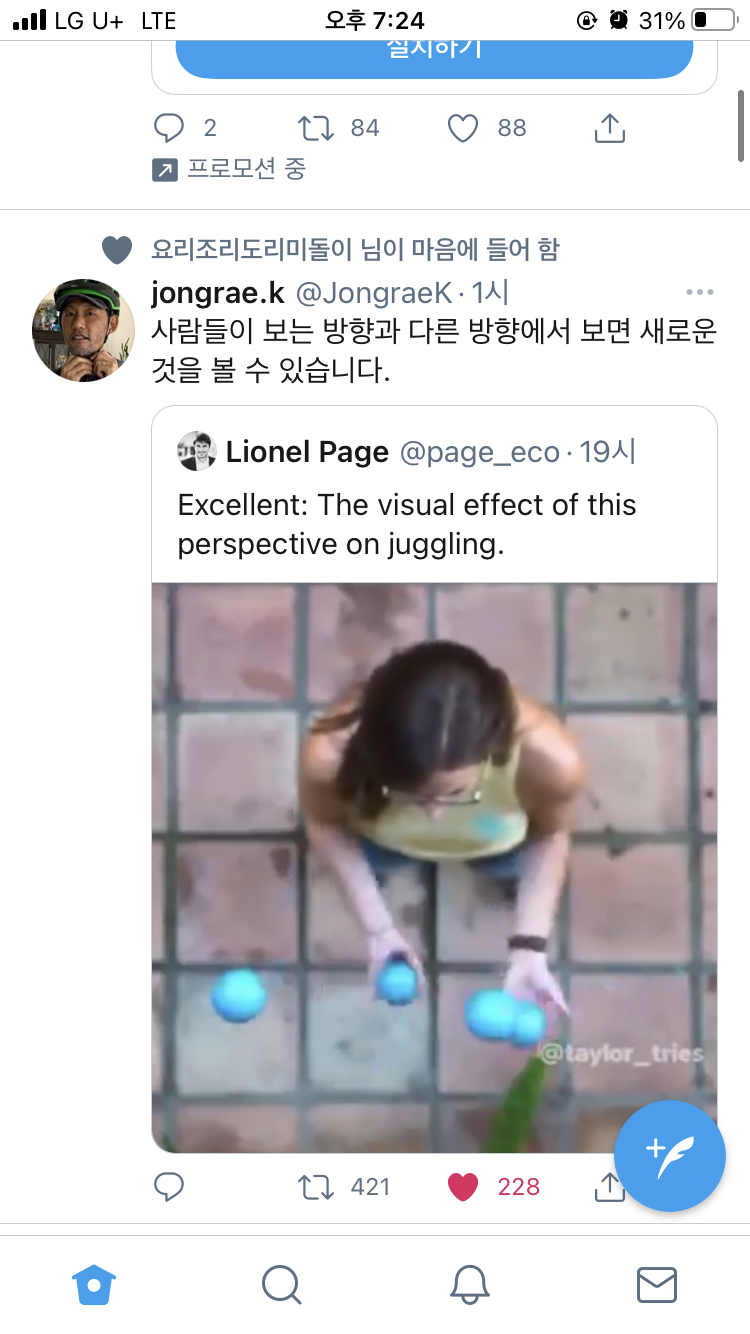 LG U+ LTE 오후 7:24 31%
설치하기
2 84 88
프로모션 중
요리조리도리미돌이 님이 마음에 들어 함
jongrae.k @JongraeK · 1시
사람들이 보는 방향과 다른 방향에서 보면 새로운
것을 볼 수 있습니다.
Lionel Page @page_eco · 19시
Excellent: The visual effect of this
perspective on juggling.
@taylor_tries
421 228